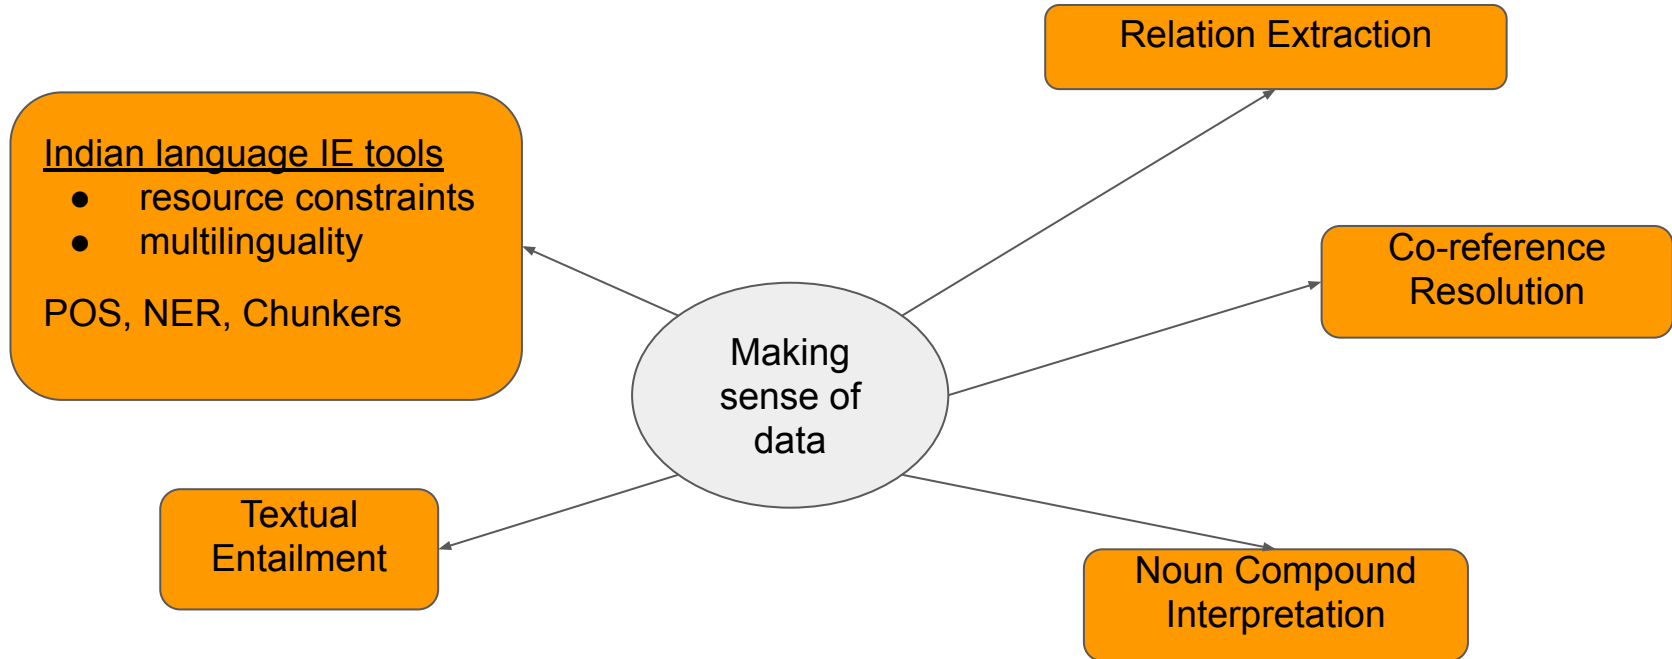 Relation Extraction
Indian language IE tools
● resource constraints
● multilinguality
POS, NER, Chunkers
Co-reference
Resolution
Making
sense of
data
Textual
Entailment
Noun Compound
Interpretation